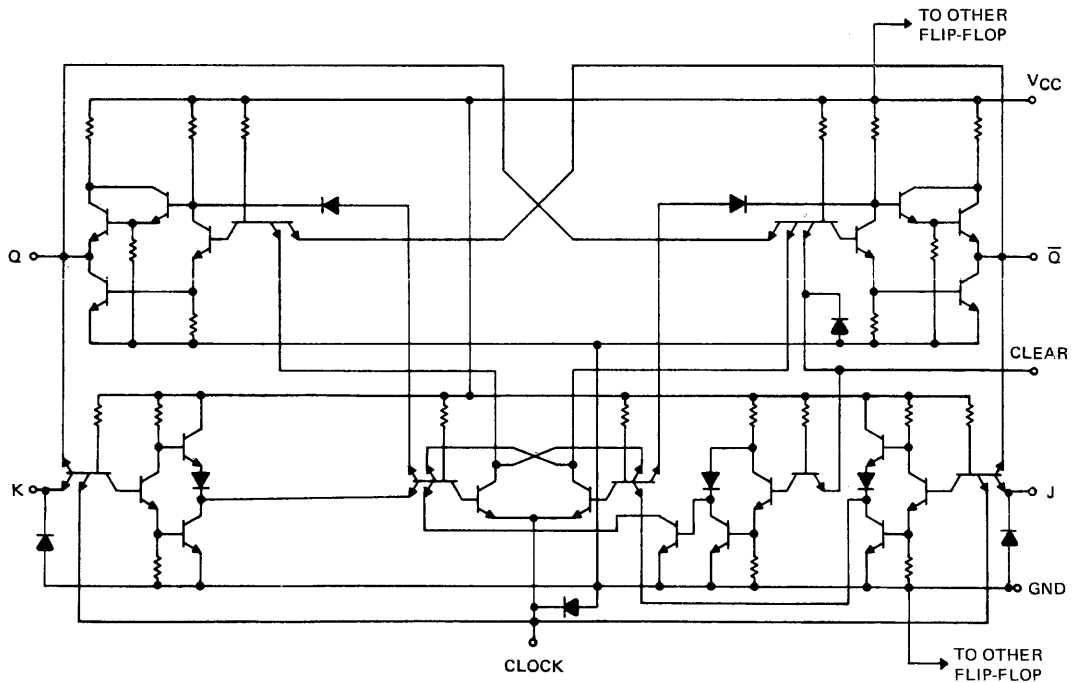 TO OTHER
FLIP-FLOP
VCC
Q
Q̅
CLEAR
K
J
GND
CLOCK
TO OTHER
FLIP-FLOP